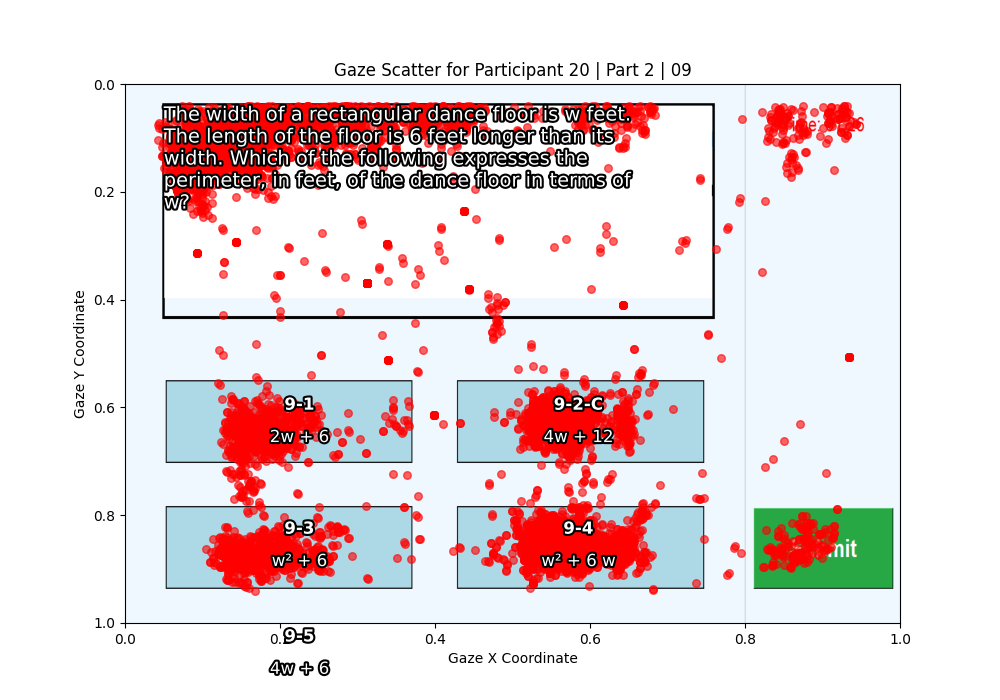 Gaze Scatter for Participant 20 | Part 2 | 09
Gaze Y Coordinate
0.0
0.2
0.4
0.6
0.8
1.0
The width of a rectangular dance floor is w feet.
The length of the floor is 6 feet longer than its
width. Which of the following expresses the
perimeter, in feet, of the dance floor in terms of
w?
9-1
2w + 6
9-2-C
4w + 12
9-3
w² + 6
9-4
w² + 6 w
0.0
0.2
0.4
0.6
0.8
1.0
9-5
4w + 6
Gaze X Coordinate